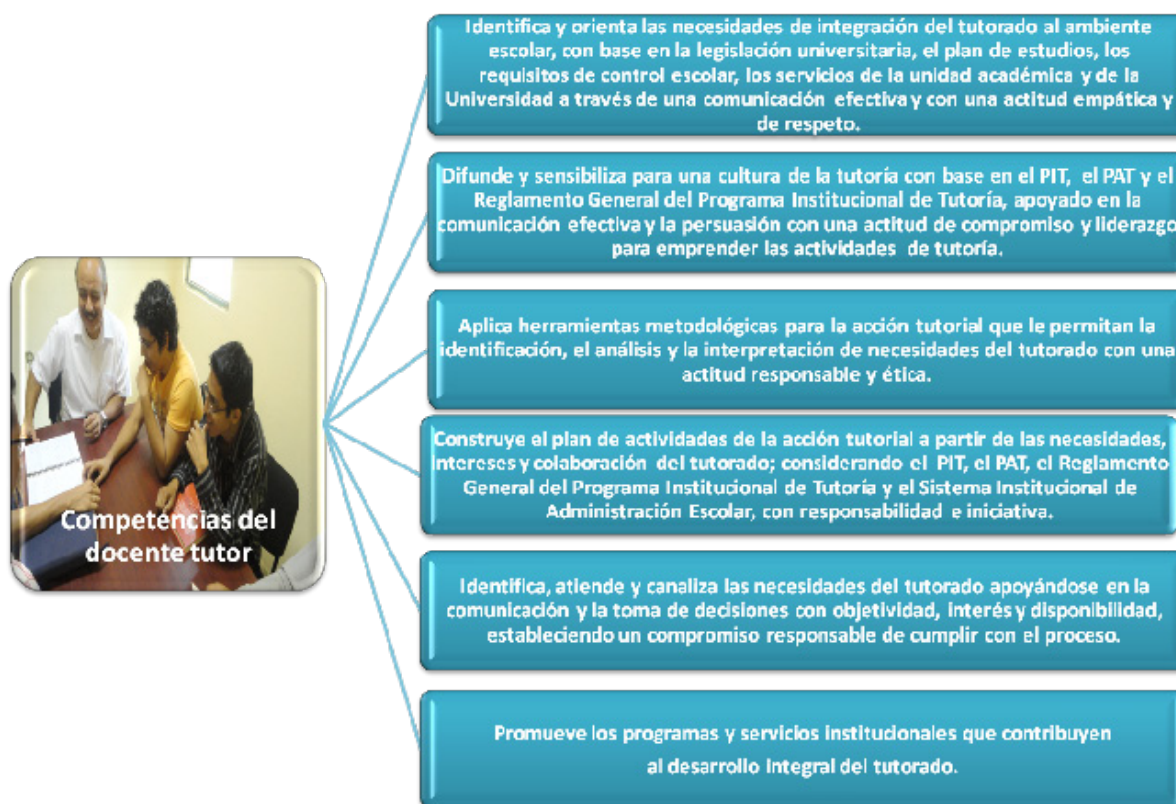 Identifica y orienta las necesidades de integración del tutorado al ambiente
escolar, con base en la legislación universitaria, el plan de estudios, los
requisitos de control escolar, los servicios de la unidad académica y de la
Universidad a través de una comunicación efectiva y con una actitud empática y
de respeto.
Difunde y sensibiliza para una cultura de la tutoría con base en el PIT, el PAT y el
Reglamento General del Programa Institucional de Tutoría, apoyado en la
comunicación efectiva y la persuasión con una actitud de compromiso y liderazgo
para emprender las actividades de tutoría.
Aplica herramientas metodológicas para la acción tutorial que le permitan la
identificación, el análisis y la interpretación de necesidades del tutorado con una
actitud responsable y ética.
Construye el plan de actividades de la acción tutorial a partir de las necesidades,
intereses y colaboración del tutorado; considerando el PIT, el PAT, el Reglamento
General del Programa Institucional de Tutoría y el Sistema Institucional de
Administración Escolar, con responsabilidad e iniciativa.
Identifica, atiende y canaliza las necesidades del tutorado apoyándose en la
comunicación y la toma de decisiones con objetividad, interés y disponibilidad,
estableciendo un compromiso responsable de cumplir con el proceso.
Promueve los programas y servicios institucionales que contribuyen
al desarrollo integral del tutorado.
Competencias del
docente tutor